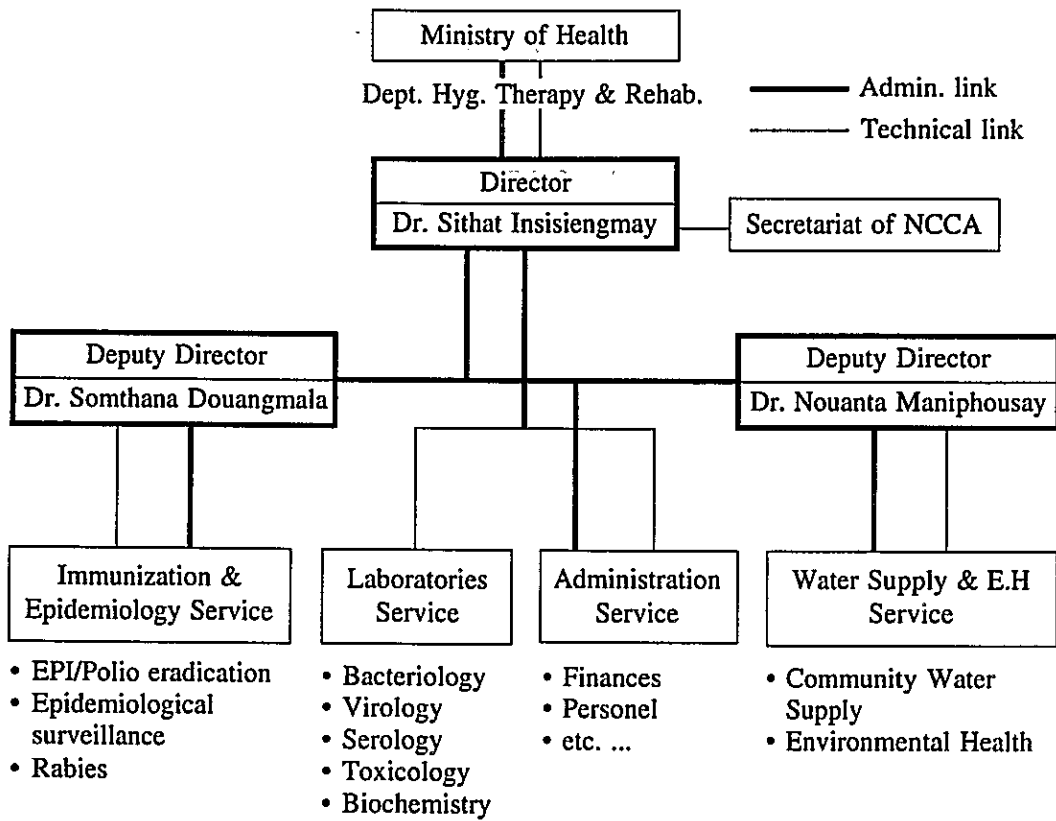 Ministry of Health
Dept. Hyg. Therapy & Rehab.
Admin. link
Technical link
Director
Dr. Sithat Insisiengmay
Secretariat of NCCA
Deputy Director
Dr. Somthana Douangmala
Deputy Director
Dr. Nouanta Maniphousay
Immunization &
Epidemiology Service
Laboratories
Service
Administration
Service
Water Supply & E.H
Service
• EPI/Polio eradication
• Epidemiological
surveillance
• Rabies
• Bacteriology
• Virology
• Serology
• Toxicology
• Biochemistry
• Finances
• Personel
• etc. ...
• Community Water
Supply
• Environmental Health